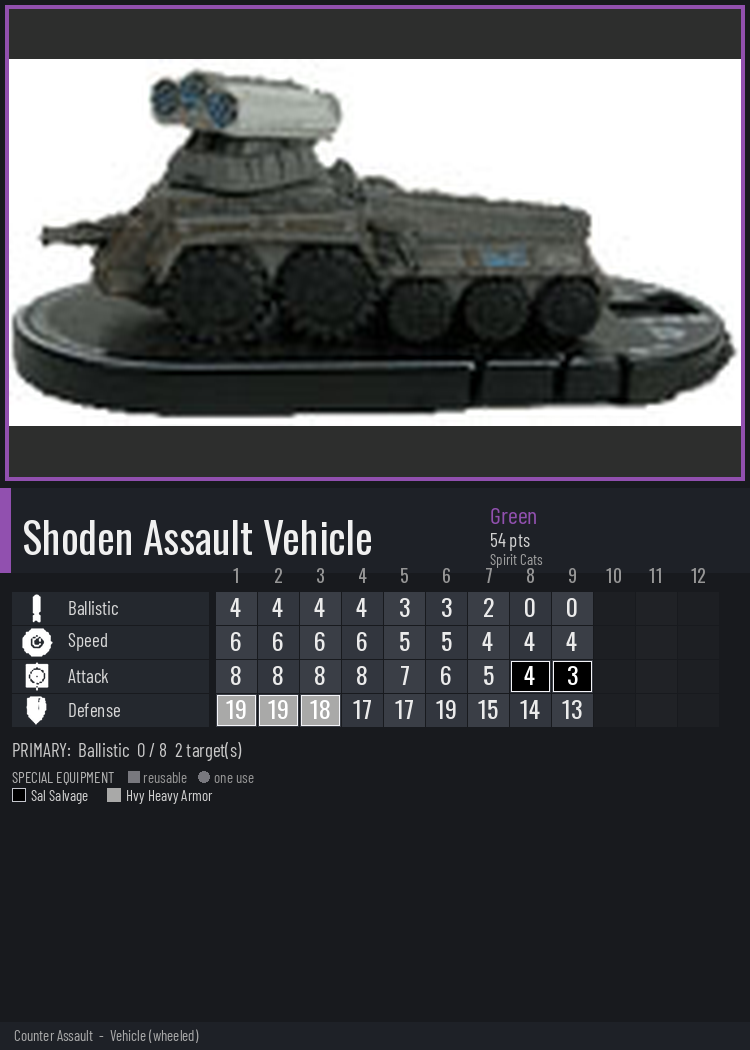 Shoden Assault Vehicle
Green
54 pts
Spirit Cats
1 2 3 4 5 6 7 8 9 10 11 12
Ballistic 4 4 4 4 3 3 2 0 0
Speed 6 6 6 6 5 5 4 4 4
Attack 8 8 8 8 7 6 5 4 3
Defense 19 19 18 17 17 19 15 14 13
PRIMARY: Ballistic 0 / 8 2 target(s)
SPECIAL EQUIPMENT reusable one use
Sal Salvage Hvy Heavy Armor
Counter Assault - Vehicle (wheeled)